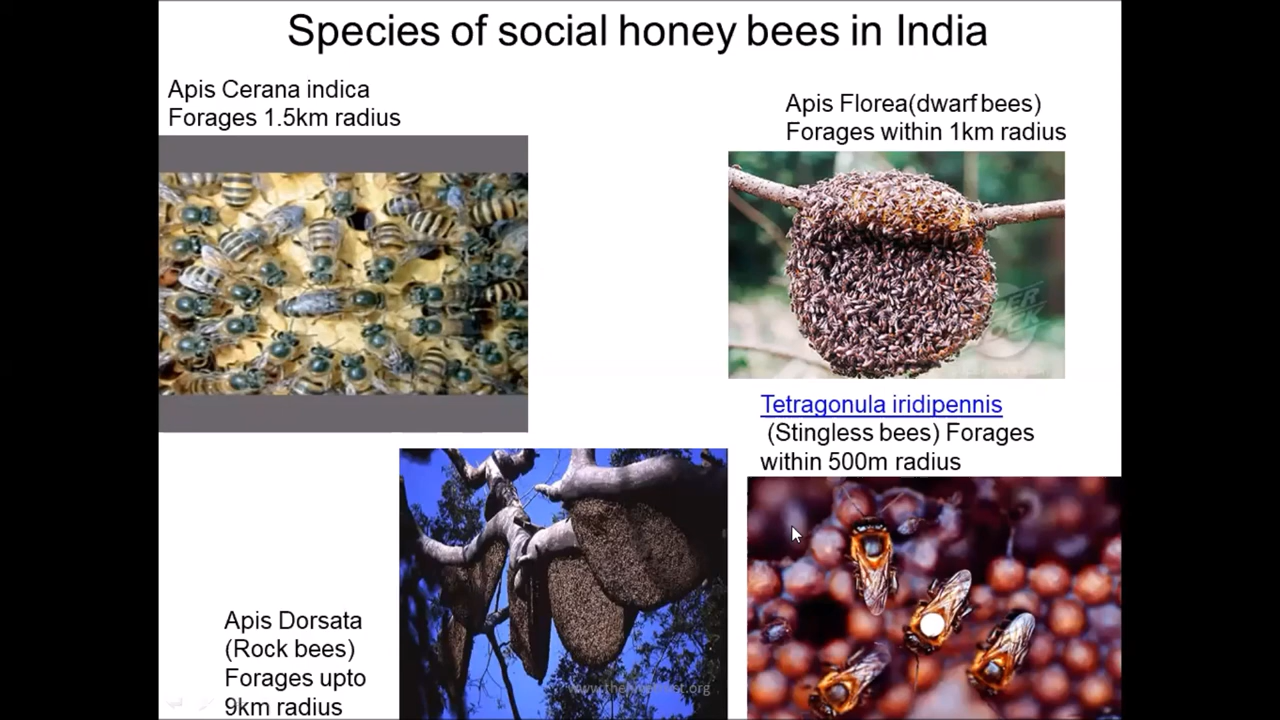 Species of social honey bees in India
Apis Cerana indica
Forages 1.5km radius
Apis Florea(dwarf bees)
Forages within 1km radius
Tetragonula iridipennis
(Stingless bees) Forages
within 500m radius
Apis Dorsata
(Rock bees)
Forages upto
9km radius